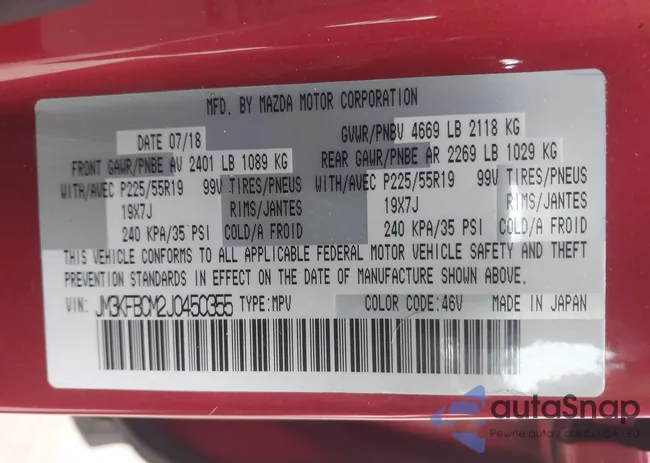 MFD. BY MAZDA MOTOR CORPORATION
DATE 07/18 GVWR/PNBV 4669 LB 2118 KG
FRONT GAWR/PNBE AV 2401 LB 1089 KG REAR GAWR/PNBE AR 2269 LB 1029 KG
WITH/AVEC P225/55R19 99V TIRES/PNEUS WITH/AVEC P225/55R19 99V TIRES/PNEUS
19X7J RIMS/JANTES 19X7J RIMS/JANTES
240 KPA/35 PSI COLD/A FROID 240 KPA/35 PSI COLD/A FROID
THIS VEHICLE CONFORMS TO ALL APPLICABLE FEDERAL MOTOR VEHICLE SAFETY AND THEFT
PREVENTION STANDARDS IN EFFECT ON THE DATE OF MANUFACTURE SHOWN ABOVE.
VIN: JM3KFBCM2J0450355 TYPE:MPV COLOR CODE:46V MADE IN JAPAN
autaSnap
Pewne auto